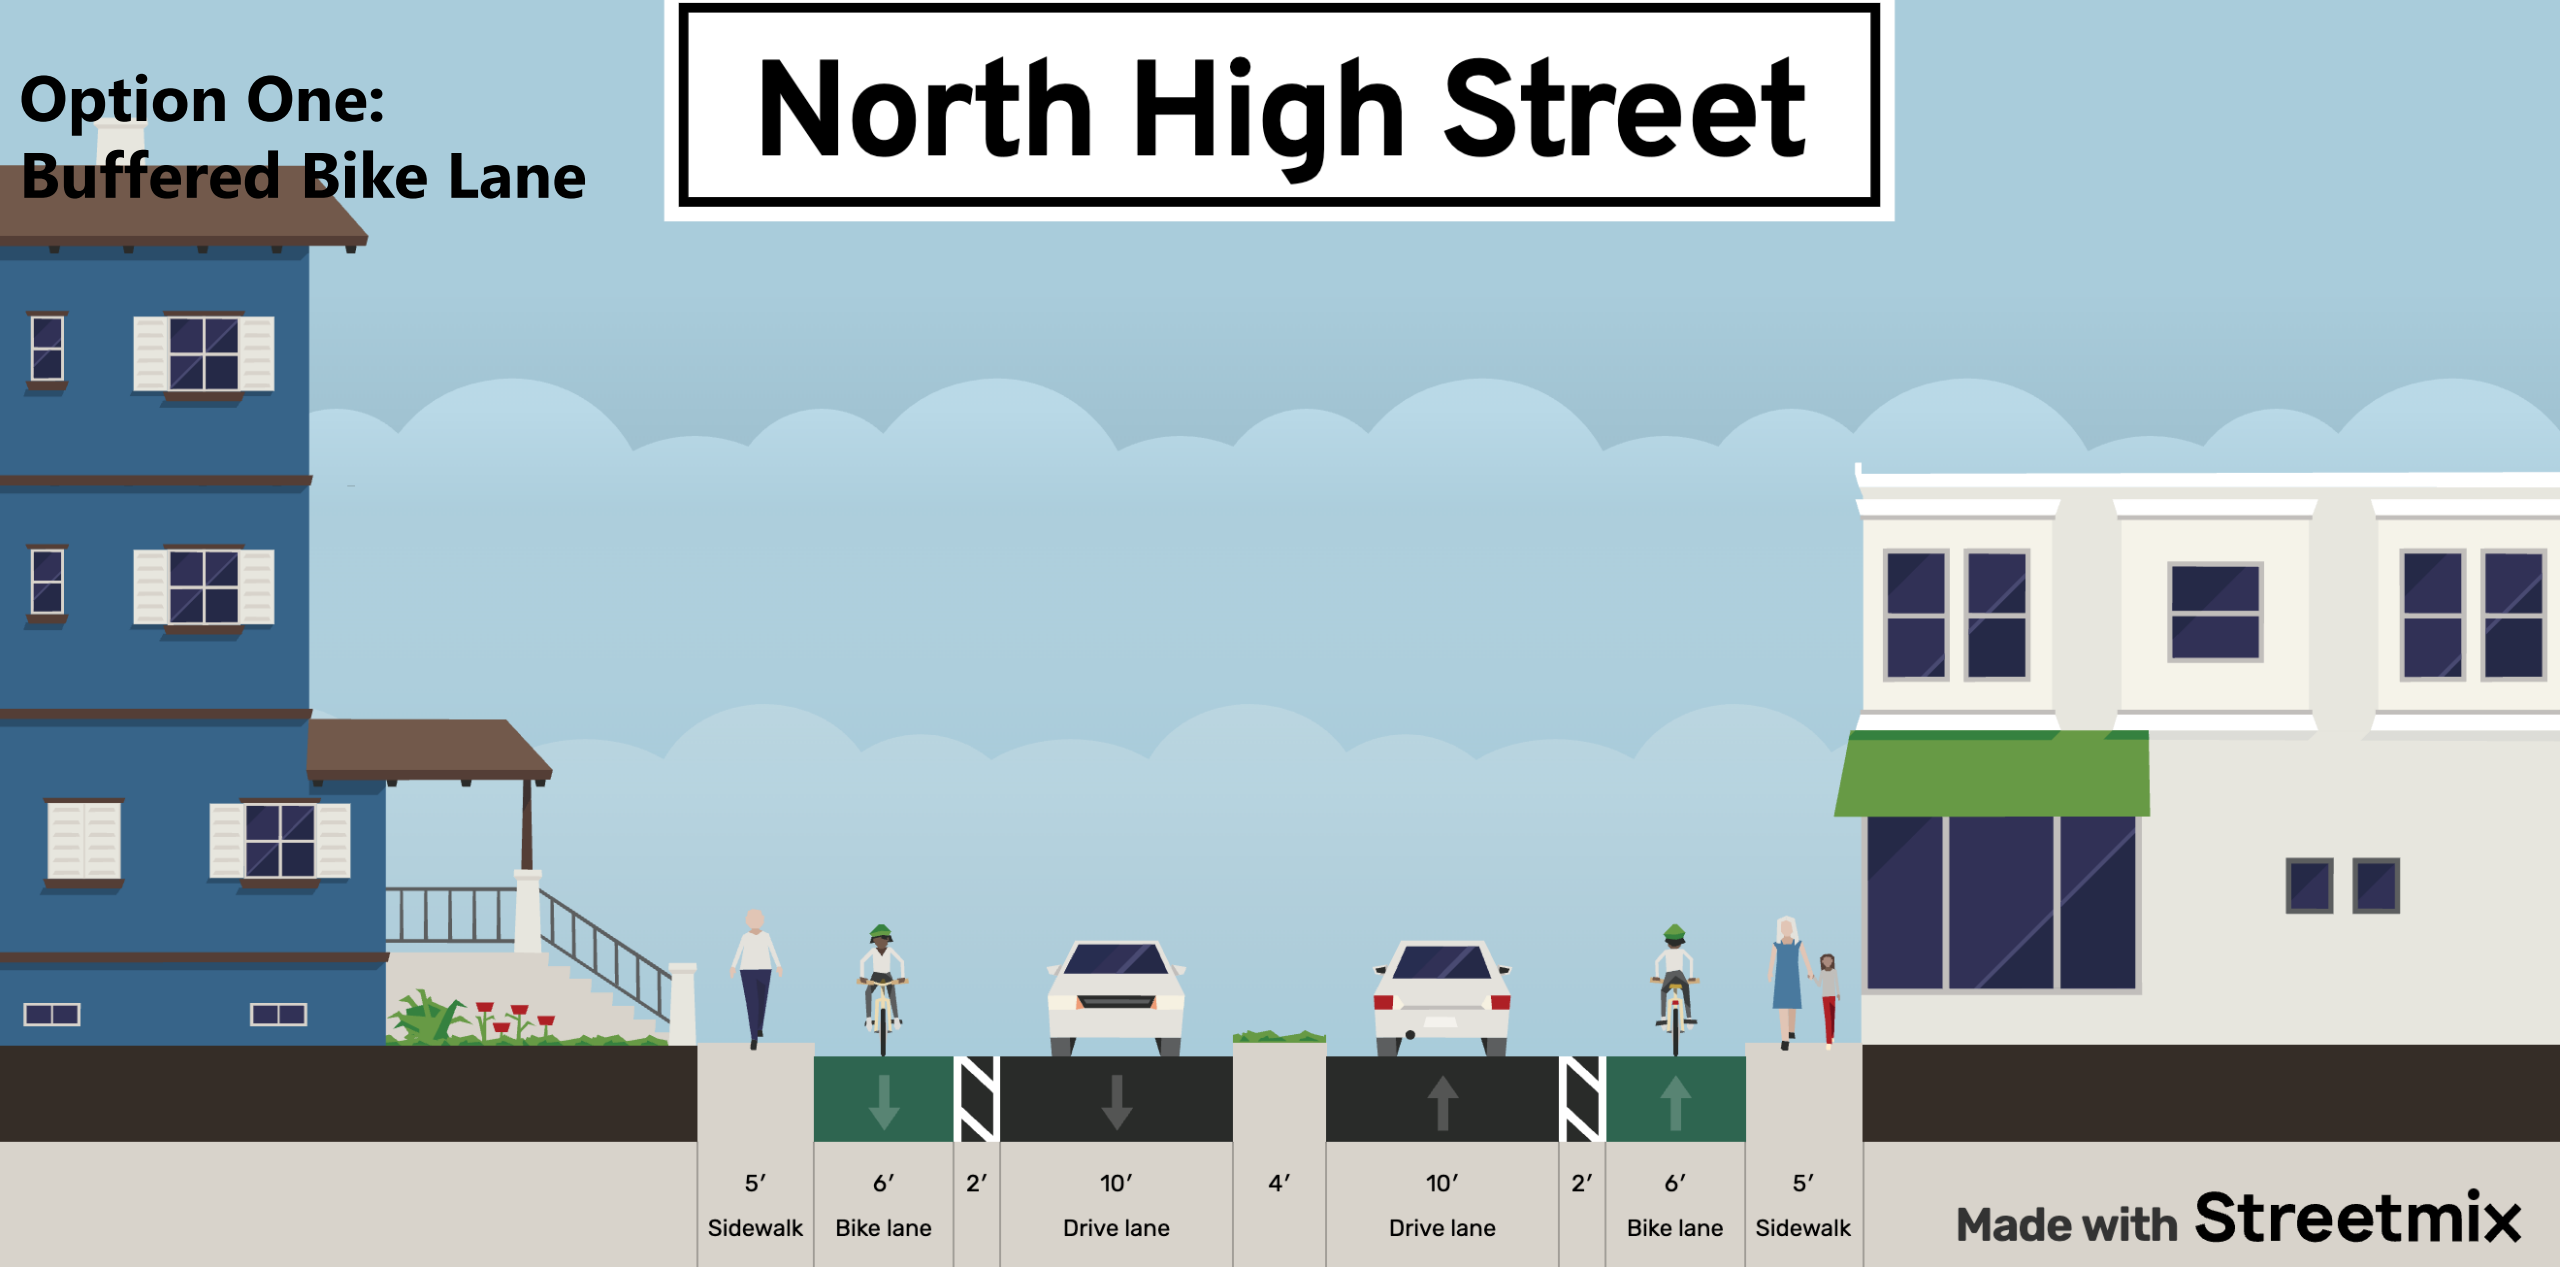 North High Street
Option One:
Buffered Bike Lane
5′ 6′ 2′ 10′ 4′ 10′ 2′ 6′ 5′
Sidewalk Bike lane Drive lane Drive lane Bike lane Sidewalk
Made with Streetmix